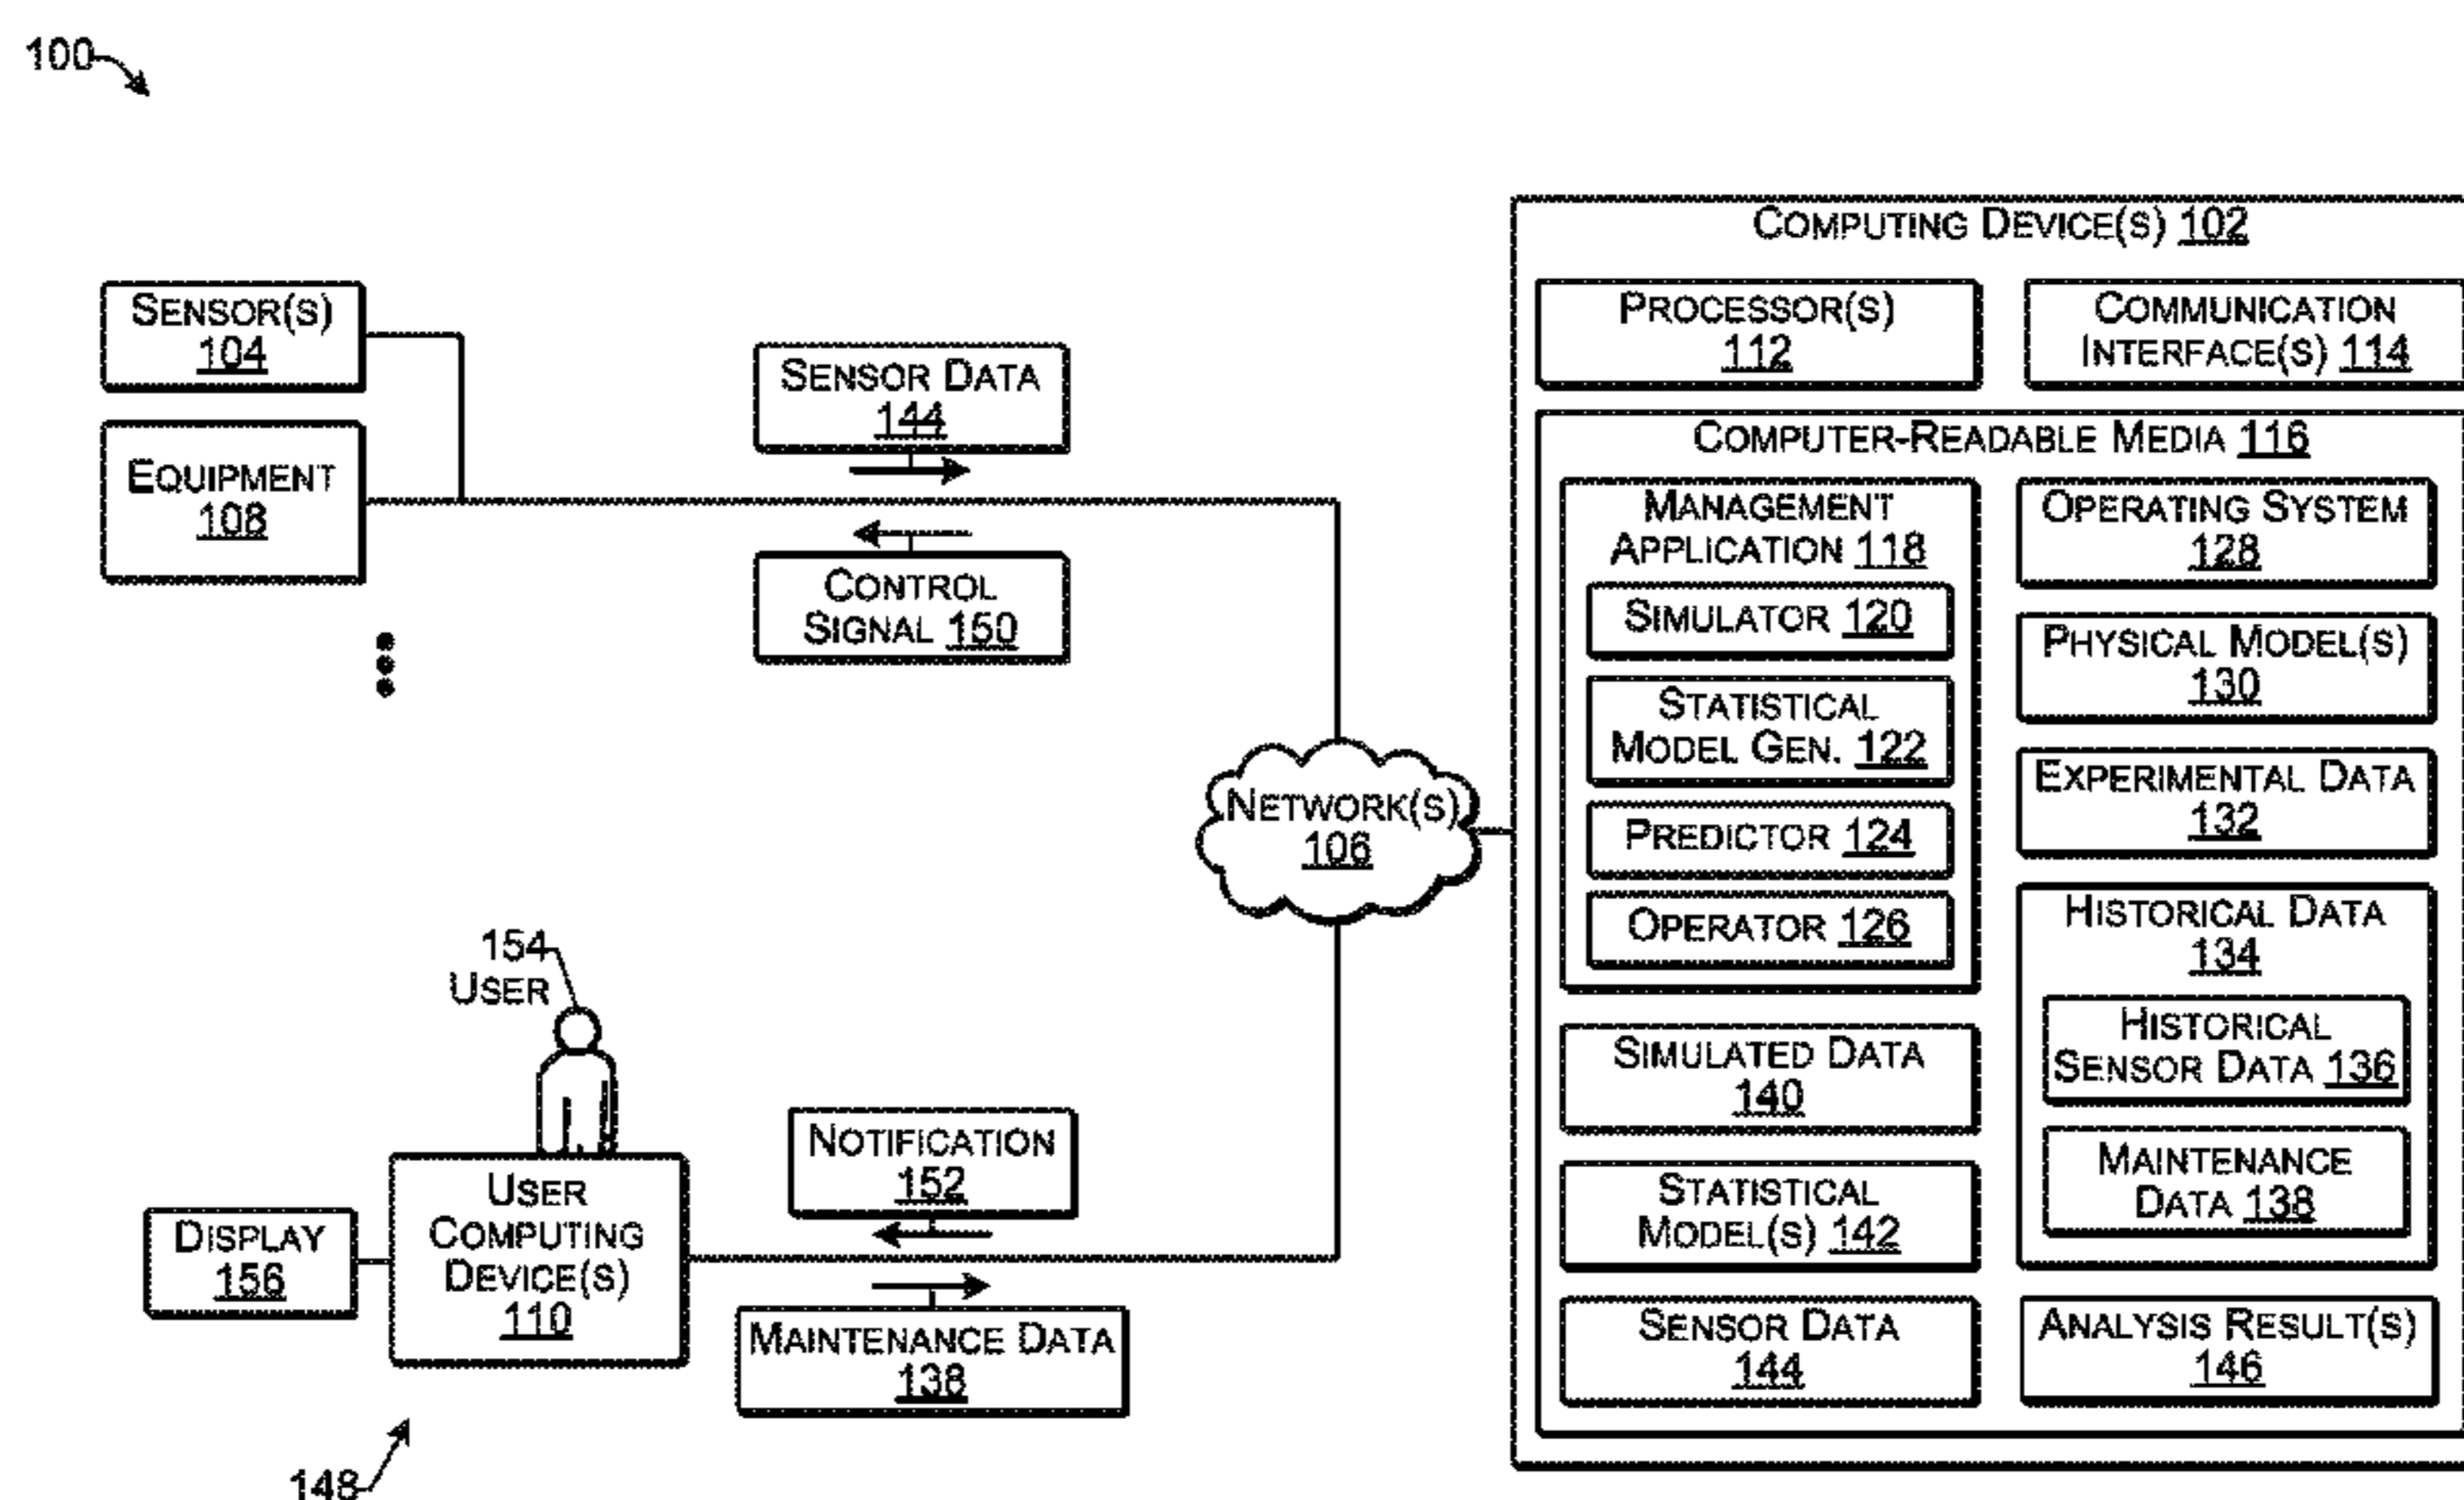 100
SENSOR(S)
104
EQUIPMENT
108
SENSOR DATA
144
CONTROL
SIGNAL 150
NETWORK(S)
106
154
USER
DISPLAY
156
USER
COMPUTING
DEVICE(S)
110
NOTIFICATION
152
MAINTENANCE DATA
138
148
COMPUTING DEVICE(S) 102
PROCESSOR(S)
112
COMMUNICATION
INTERFACE(S) 114
COMPUTER-READABLE MEDIA 116
MANAGEMENT
APPLICATION 118
SIMULATOR 120
STATISTICAL
MODEL GEN. 122
PREDICTOR 124
OPERATOR 126
SIMULATED DATA
140
STATISTICAL
MODEL(S) 142
SENSOR DATA
144
OPERATING SYSTEM
128
PHYSICAL MODEL(S)
130
EXPERIMENTAL DATA
132
HISTORICAL DATA
134
HISTORICAL
SENSOR DATA 136
MAINTENANCE
DATA 138
ANALYSIS RESULT(S)
146